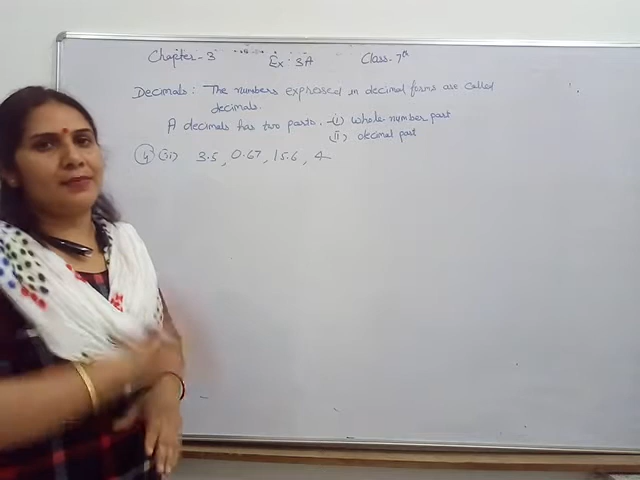 Chapter-3 Ex: 3A Class-7th
Decimals: The numbers expressed in decimal forms are called
decimals.
A decimals has two parts. -(i) Whole number part
(ii) decimal part
4 (ii) 3.5, 0.67, 15.6, 4